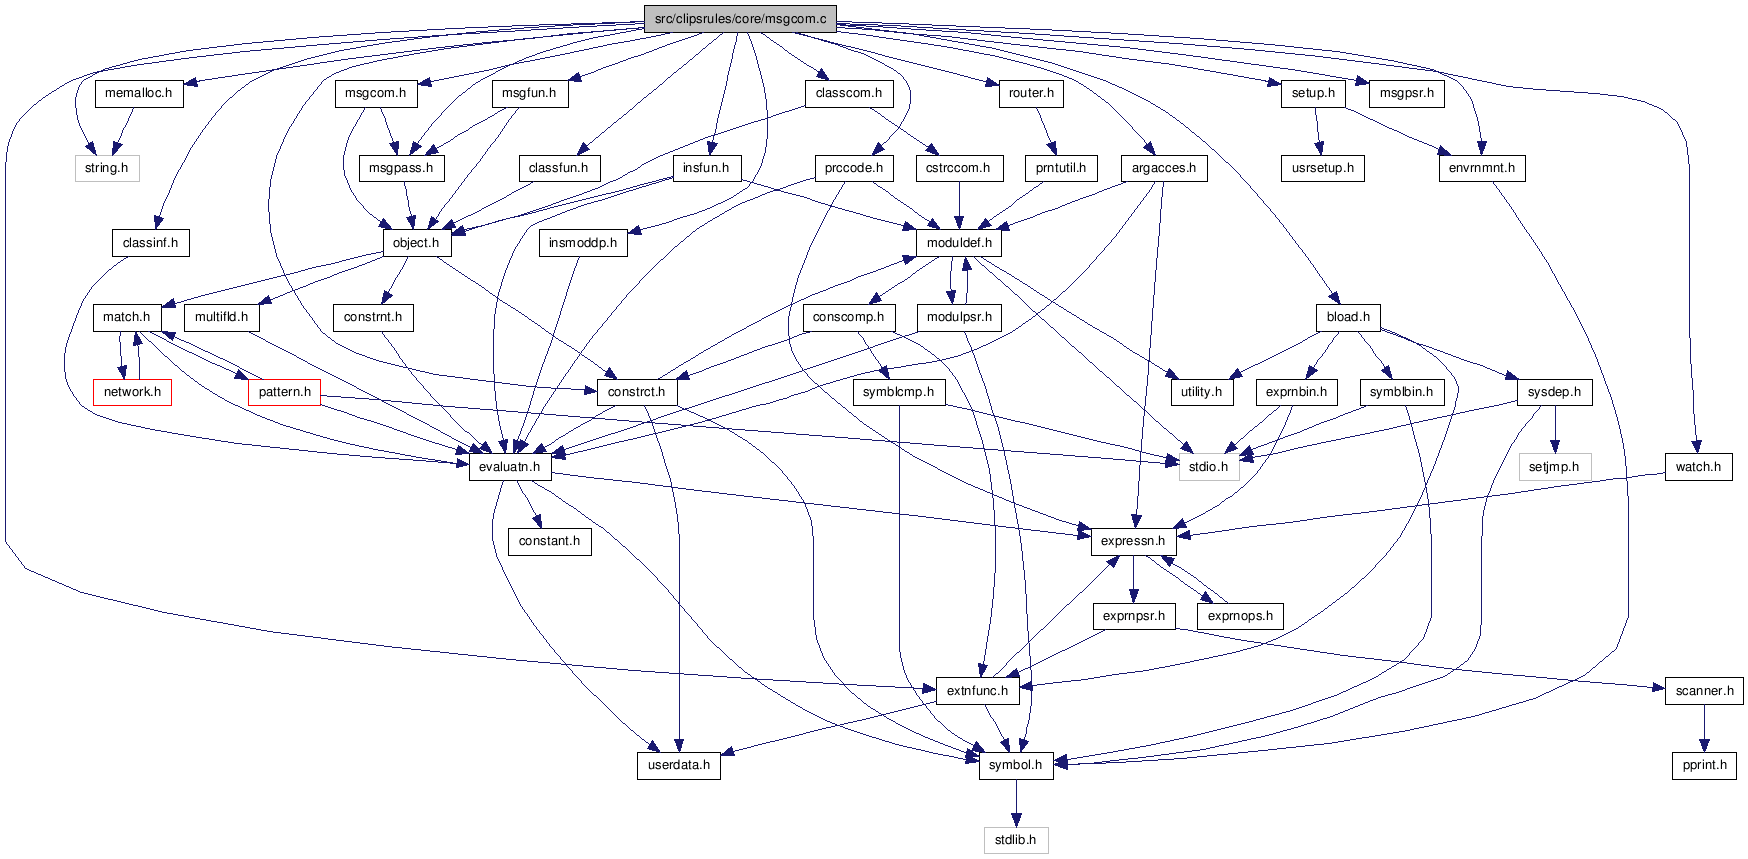 src/clipsrules/core/msgcom.c
memalloc.h
msgcom.h
msgfun.h
classcom.h
router.h
setup.h
msgpsr.h
string.h
msgpass.h
classfun.h
insfun.h
prccode.h
cstrccom.h
prntutil.h
argacces.h
usrsetup.h
envrnmnt.h
classinf.h
object.h
insmoddp.h
moduldef.h
match.h
multifld.h
constrnt.h
conscomp.h
modulpsr.h
bload.h
network.h
pattern.h
constrct.h
symblcmp.h
utility.h
exprnbin.h
symblbin.h
sysdep.h
evaluatn.h
stdio.h
setjmp.h
watch.h
constant.h
expressn.h
exprnpsr.h
exprnops.h
extnfunc.h
scanner.h
userdata.h
symbol.h
pprint.h
stdlib.h